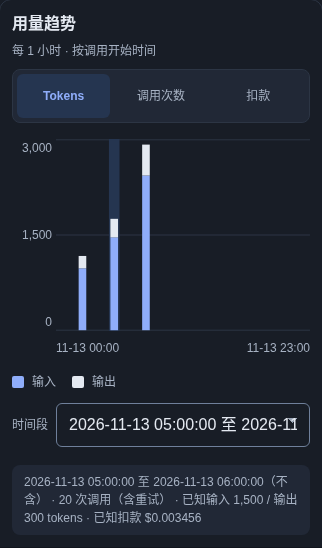 用量趋势
每 1 小时 · 按调用开始时间
Tokens 调用次数 扣款
3,000
1,500
0
11-13 00:00 11-13 23:00
输入 输出
时间段 2026-11-13 05:00:00 至 2026-11
2026-11-13 05:00:00 至 2026-11-13 06:00:00（不
含） · 20 次调用（含重试） · 已知输入 1,500 / 输出
300 tokens · 已知扣款 $0.003456